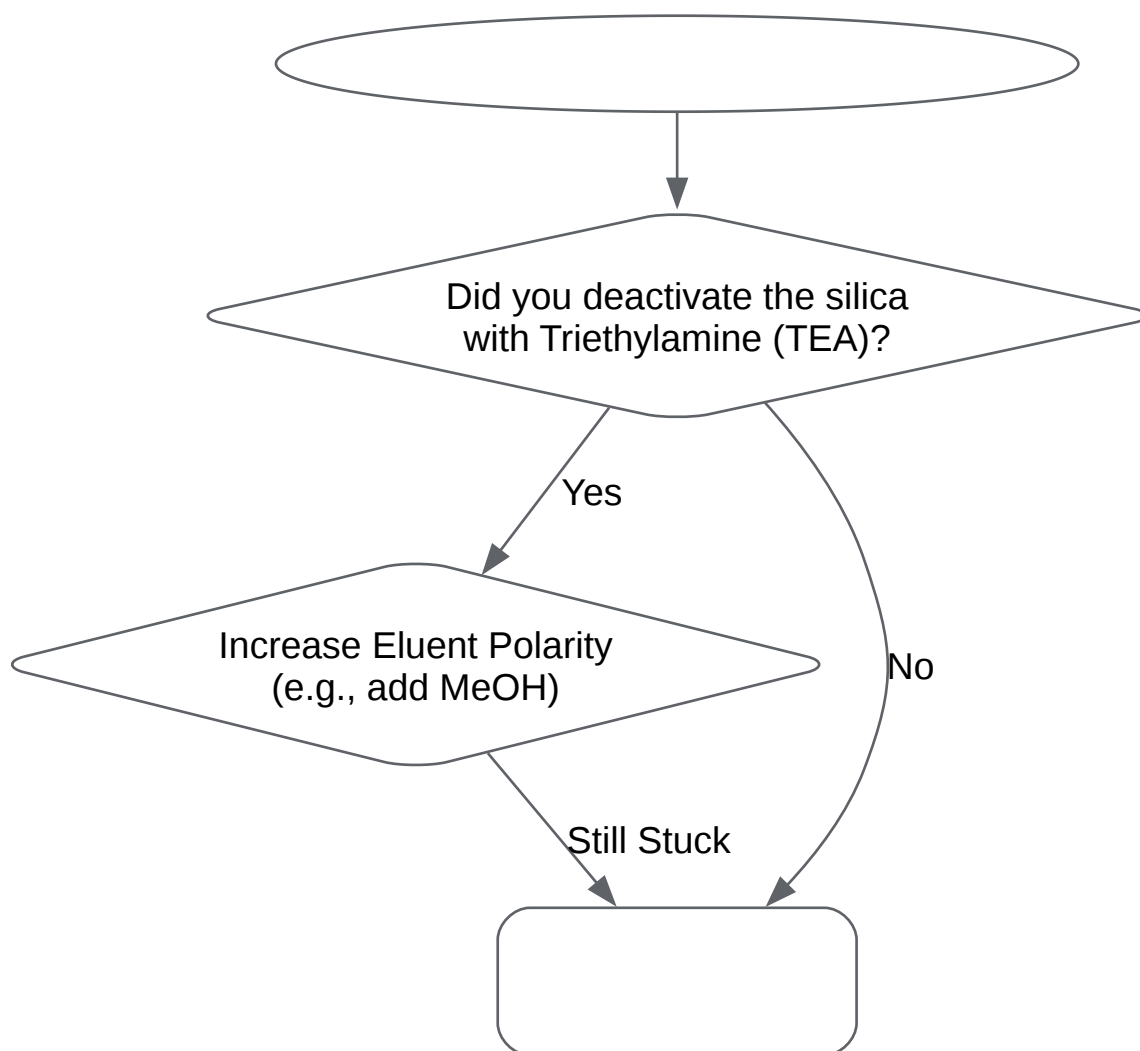 Did you deactivate the silica
with Triethylamine (TEA)?
Yes
Increase Eluent Polarity
(e.g., add MeOH)
No
Still Stuck